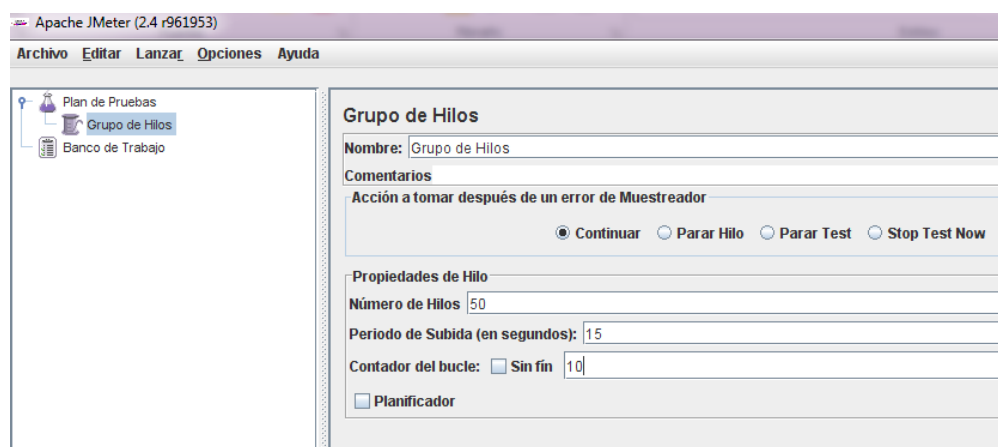 Apache JMeter (2.4 r961953)
Archivo Editar Lanzar Opciones Ayuda
Plan de Pruebas
Grupo de Hilos
Banco de Trabajo
Grupo de Hilos
Nombre: Grupo de Hilos
Comentarios
Acción a tomar después de un error de Muestreador
Continuar Parar Hilo Parar Test Stop Test Now
Propiedades de Hilo
Número de Hilos 50
Periodo de Subida (en segundos): 15
Contador del bucle: Sin fín 10
Planificador